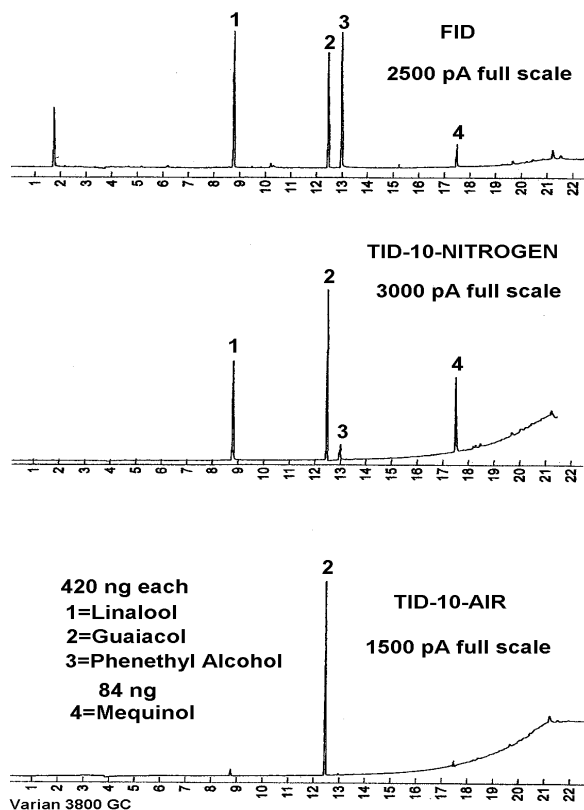 1
2
3
FID
2500 pA full scale
4
1 2 3 4 5 6 7 8 9 10 11 12 13 14 15 16 17 18 19 20 21 22
TID-10-NITROGEN
3000 pA full scale
2
1
4
3
1 2 3 4 5 6 7 8 9 10 11 12 13 14 15 16 17 18 19 20 21 22
2
420 ng each
1=Linalool
2=Guaiacol
3=Phenethyl Alcohol
84 ng
4=Mequinol
TID-10-AIR
1500 pA full scale
1 2 3 4 5 6 7 8 9 10 11 12 13 14 15 16 17 18 19 20 21 22
Varian 3800 GC